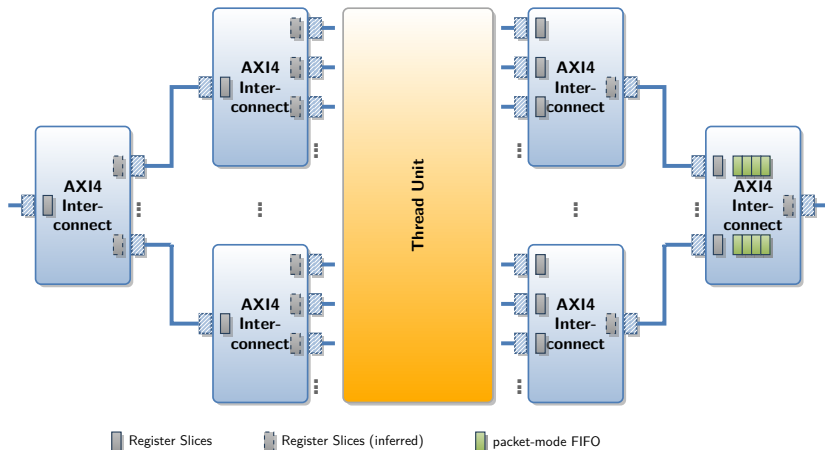 AXI4
Inter-
connect
AXI4
Inter-
connect
AXI4
Inter-
connect
Thread Unit
AXI4
Inter-
connect
AXI4
Inter-
connect
AXI4
Inter-
connect
Register Slices
Register Slices (inferred)
packet-mode FIFO